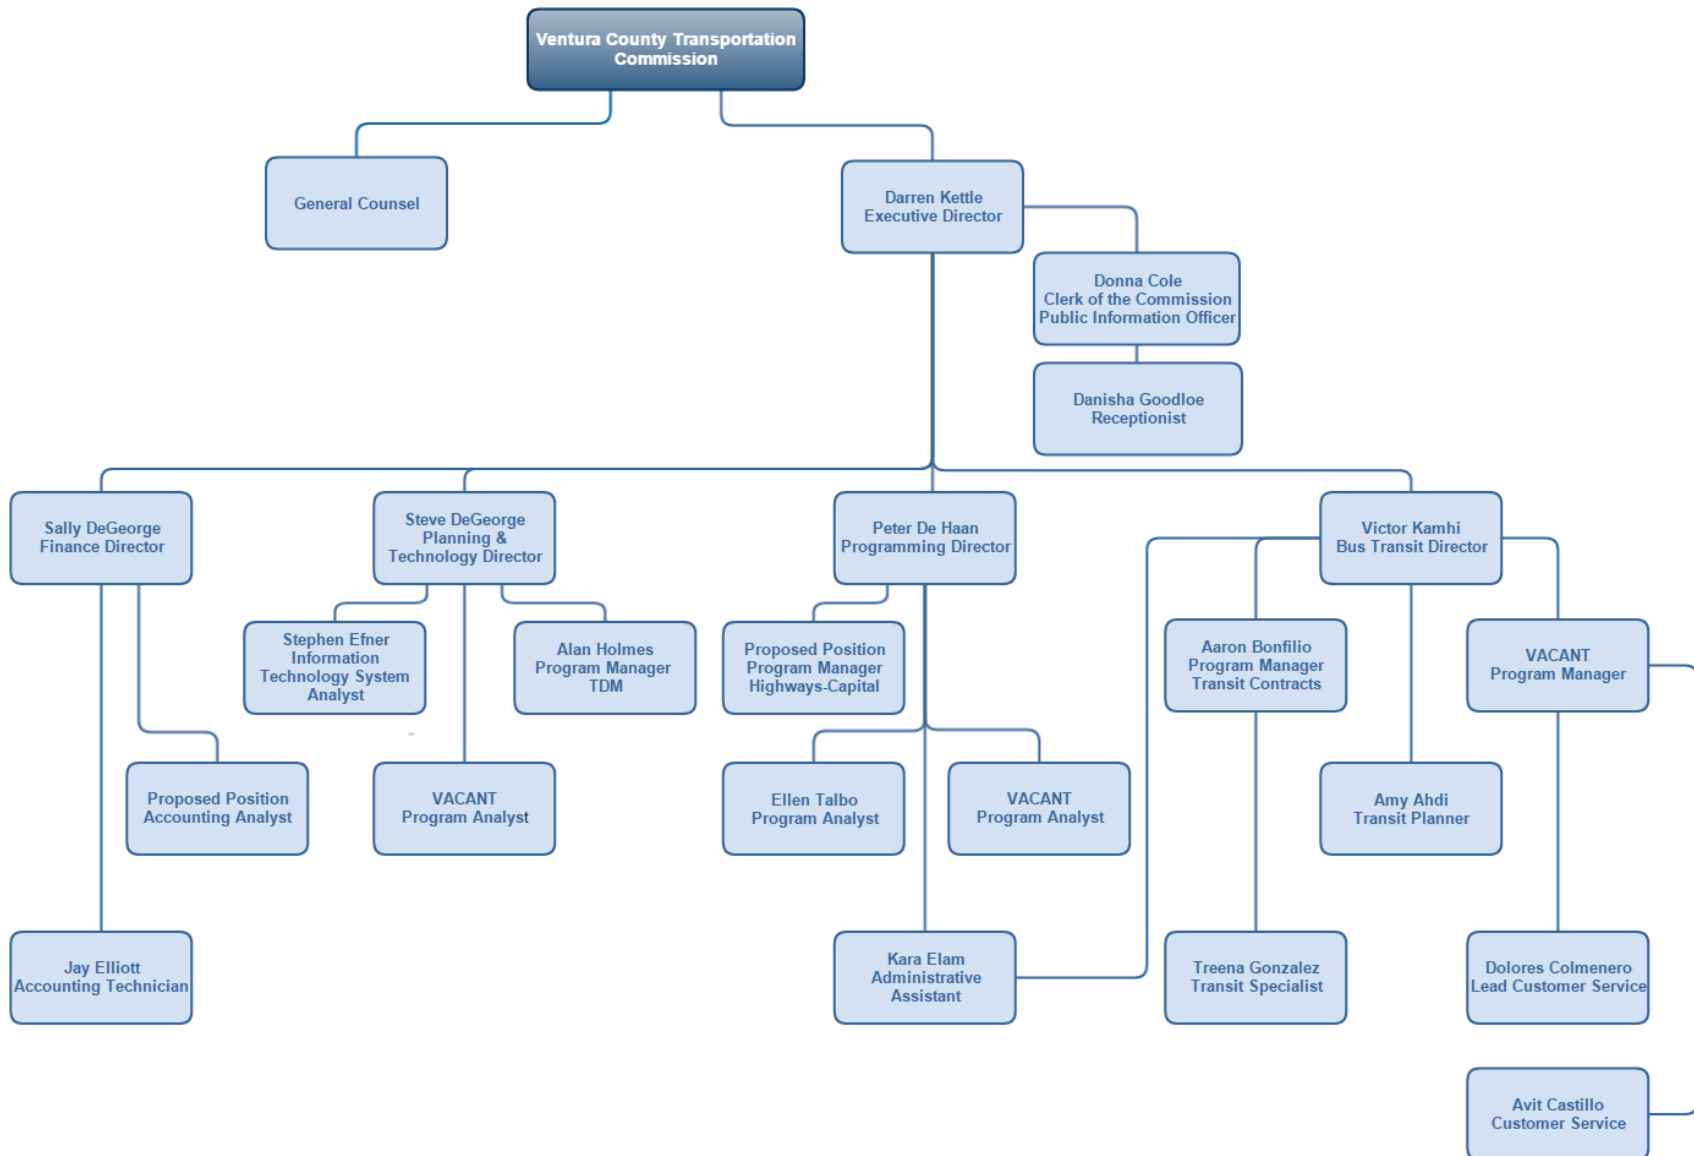 Ventura County Transportation
Commission
General Counsel
Darren Kettle
Executive Director
Donna Cole
Clerk of the Commission
Public Information Officer
Danisha Goodloe
Receptionist
Sally DeGeorge
Finance Director
Steve DeGeorge
Planning &
Technology Director
Peter De Haan
Programming Director
Victor Kamhi
Bus Transit Director
Stephen Efner
Information
Technology System
Analyst
Alan Holmes
Program Manager
TDM
Proposed Position
Program Manager
Highways-Capital
Aaron Bonfilio
Program Manager
Transit Contracts
VACANT
Program Manager
Proposed Position
Accounting Analyst
VACANT
Program Analyst
Ellen Talbo
Program Analyst
VACANT
Program Analyst
Amy Ahdi
Transit Planner
Jay Elliott
Accounting Technician
Kara Elam
Administrative
Assistant
Treena Gonzalez
Transit Specialist
Dolores Colmenero
Lead Customer Service
Avit Castillo
Customer Service